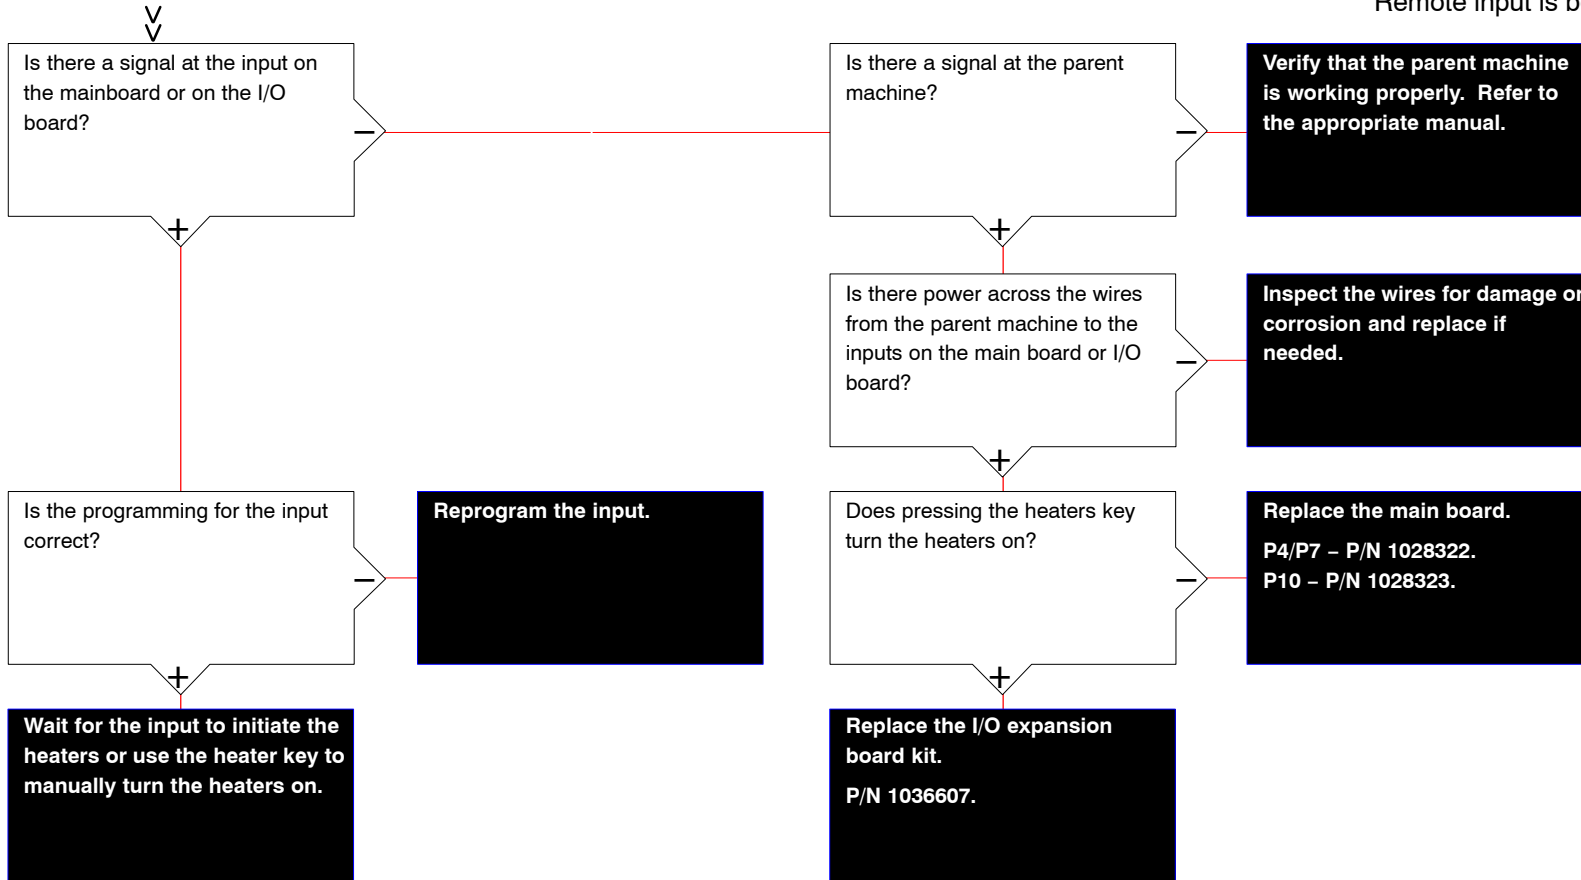 Remote input is b
Is there a signal at the input on
the mainboard or on the I/O
board?
–
+
Is there a signal at the parent
machine?
–
+
Verify that the parent machine
is working properly.  Refer to
the appropriate manual.
Is there power across the wires
from the parent machine to the
inputs on the main board or I/O
board?
–
+
Inspect the wires for damage or
corrosion and replace if
needed.
Is the programming for the input
correct?
–
+
Reprogram the input.
Does pressing the heaters key
turn the heaters on?
–
+
Replace the main board.
P4/P7 – P/N 1028322.
P10 – P/N 1028323.
Wait for the input to initiate the
heaters or use the heater key to
manually turn the heaters on.
Replace the I/O expansion
board kit.
P/N 1036607.